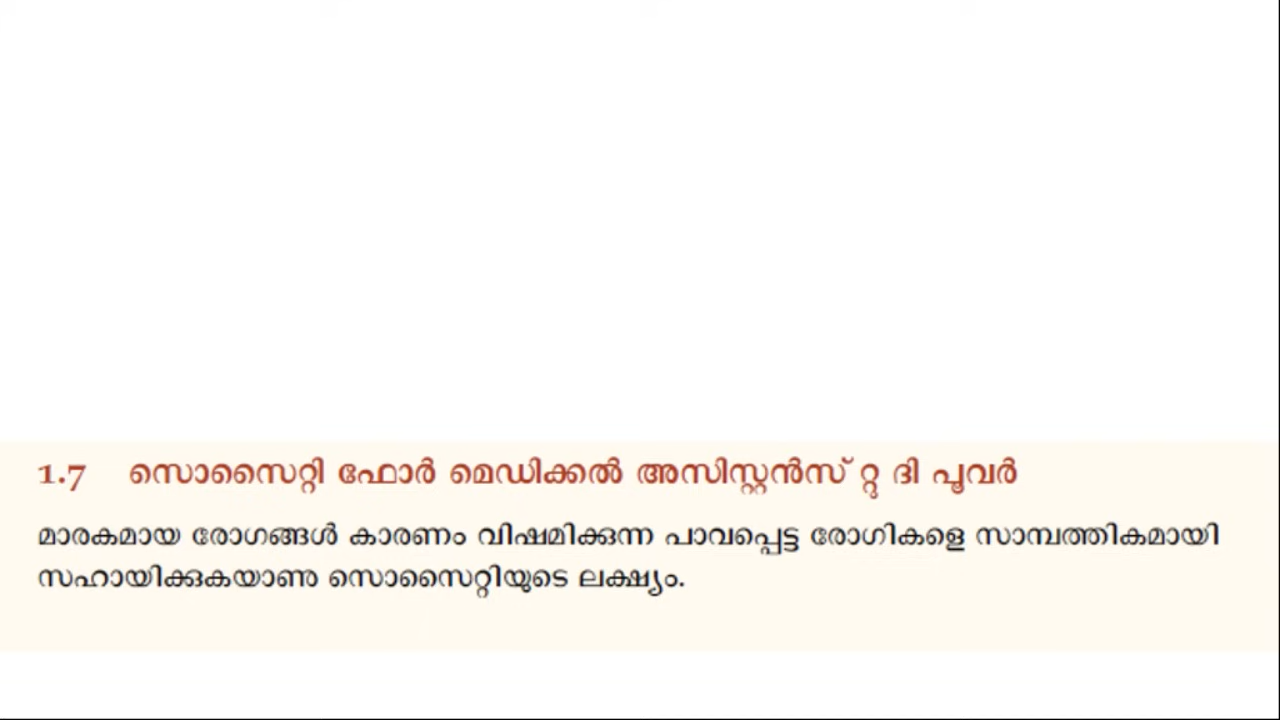 1.7 സൊസൈറ്റി ഫോർ മെഡിക്കൽ അസിസ്റ്റൻസ് റ്റു ദി പൂവർ
മാരകമായ രോഗങ്ങൾ കാരണം വിഷമിക്കുന്ന പാവപ്പെട്ട രോഗികളെ സാമ്പത്തികമായി
സഹായിക്കുകയാണു സൊസൈറ്റിയുടെ ലക്ഷ്യം.